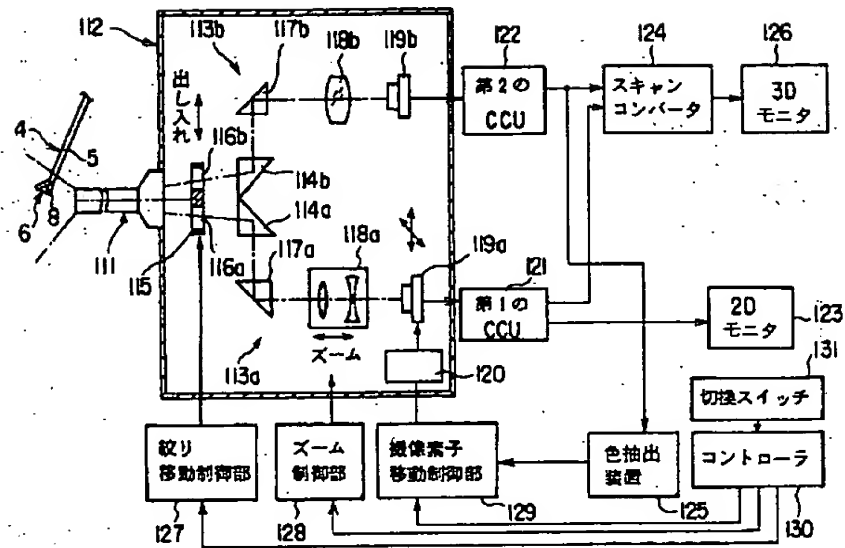 112
113b
117b
118b
119b
122
124
126
出し入れ
第2の
CCU
スキャン
コンバータ
3D
モニタ
4
5
116b
114b
114a
6
8
111
115
116a
117a
118a
119a
121
第1の
CCU
2D
モニタ
123
ズーム
113a
120
131
切換スイッチ
絞り
移動制御部
ズーム
制御部
撮像素子
移動制御部
色抽出
装置
コントローラ
127
128
129
125
130